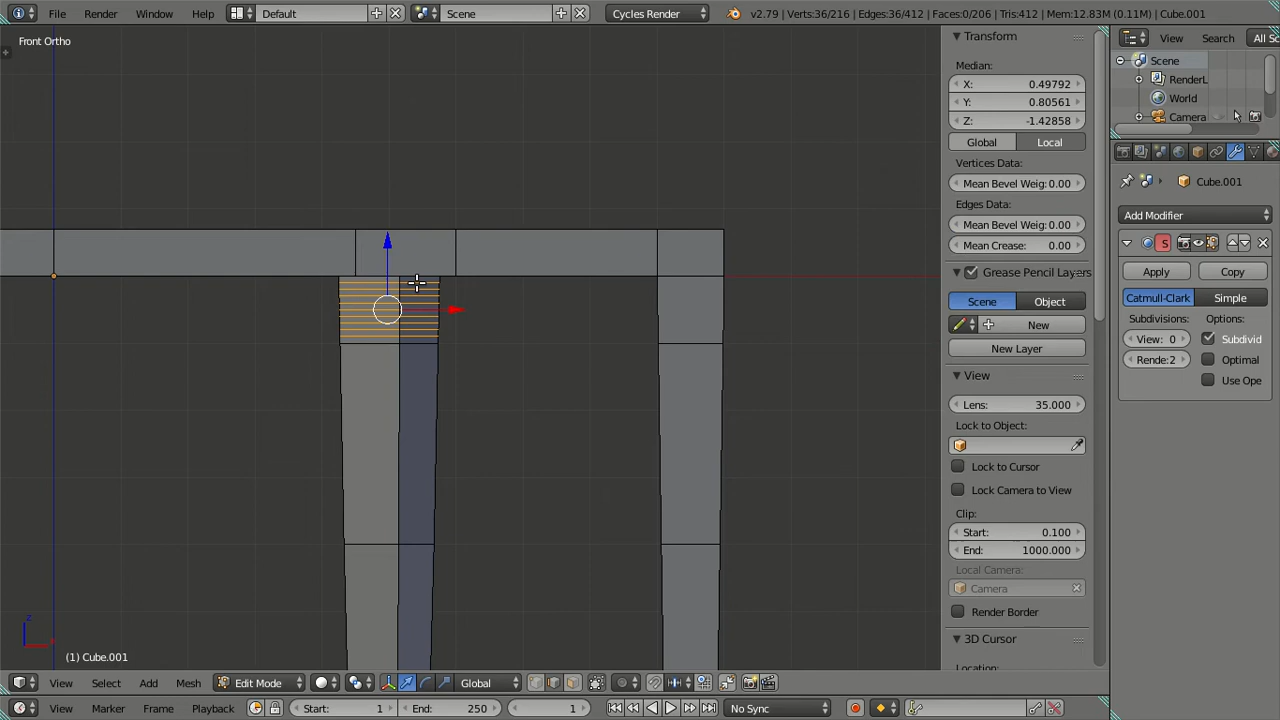 File Render Window Help Default Scene Cycles Render v2.79 | Verts:36/216 | Edges:36/412 | Faces:0/206 | Tris:412 | Mem:12.83M (0.11M) | Cube.001
Front Ortho
Transform
Median:
X: 0.49792
Y: 0.80561
Z: -1.42858
Global Local
Vertices Data:
Mean Bevel Weig: 0.00
Edges Data:
Mean Bevel Weig: 0.00
Mean Crease: 0.00
Grease Pencil Layers
Scene Object
New
New Layer
View
Lens: 35.000
Lock to Object:
Lock to Cursor
Lock Camera to View
Clip:
Start: 0.100
End: 1000.000
Local Camera:
Camera
Render Border
3D Cursor
Location:
View Search All Sc
Scene
RenderL
World
Camera
Cube.001
Add Modifier
S
Apply Copy
Catmull-Clark Simple
Subdivisions: Options:
View: 0 Subdivid
Rende: 2 Optimal
Use Ope
z
(1) Cube.001
View Select Add Mesh Edit Mode Global
View Marker Frame Playback Start: 1 End: 250 1 No Sync